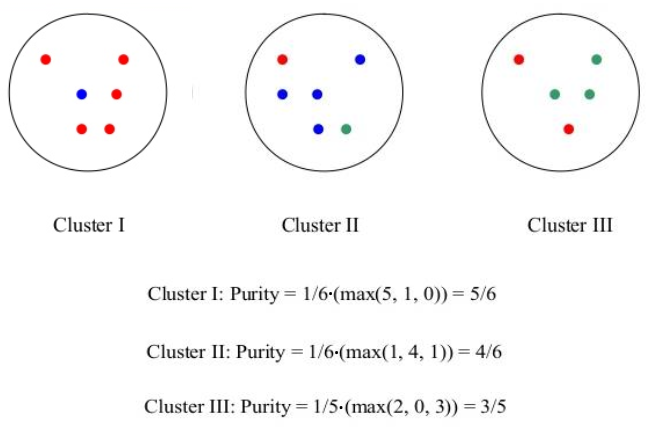 Cluster I Cluster II Cluster III
Cluster I: Purity = 1/6·(max(5, 1, 0)) = 5/6
Cluster II: Purity = 1/6·(max(1, 4, 1)) = 4/6
Cluster III: Purity = 1/5·(max(2, 0, 3)) = 3/5